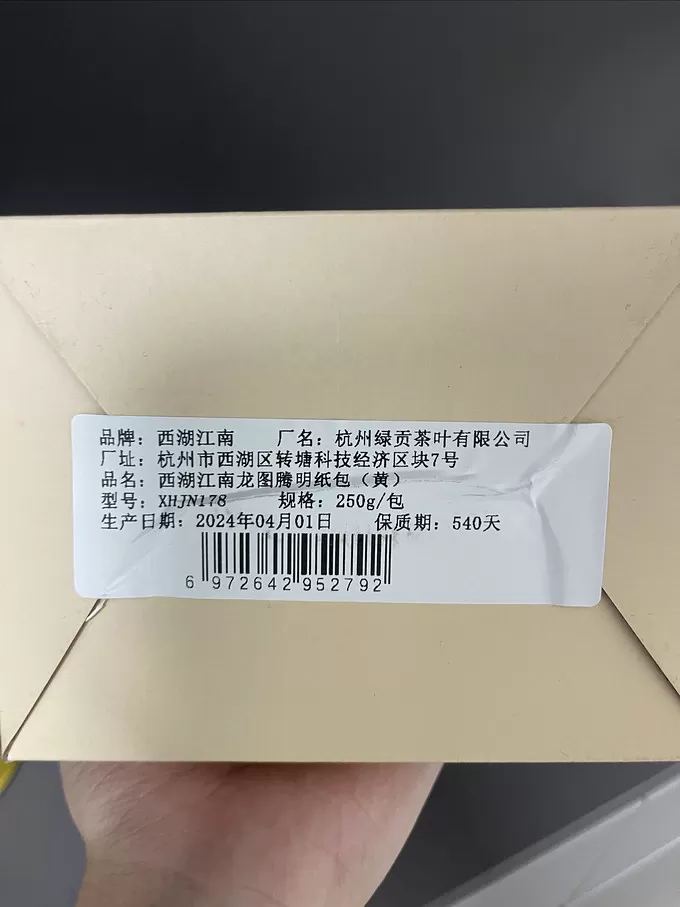 品牌：西湖江南 厂名：杭州绿贡茶叶有限公司
厂址：杭州市西湖区转塘科技经济区块7号
品名：西湖江南龙图腾明纸包（黄）
型号：XHJN178 规格：250g/包
生产日期：2024年04月01日 保质期：540天
6 972642 952792